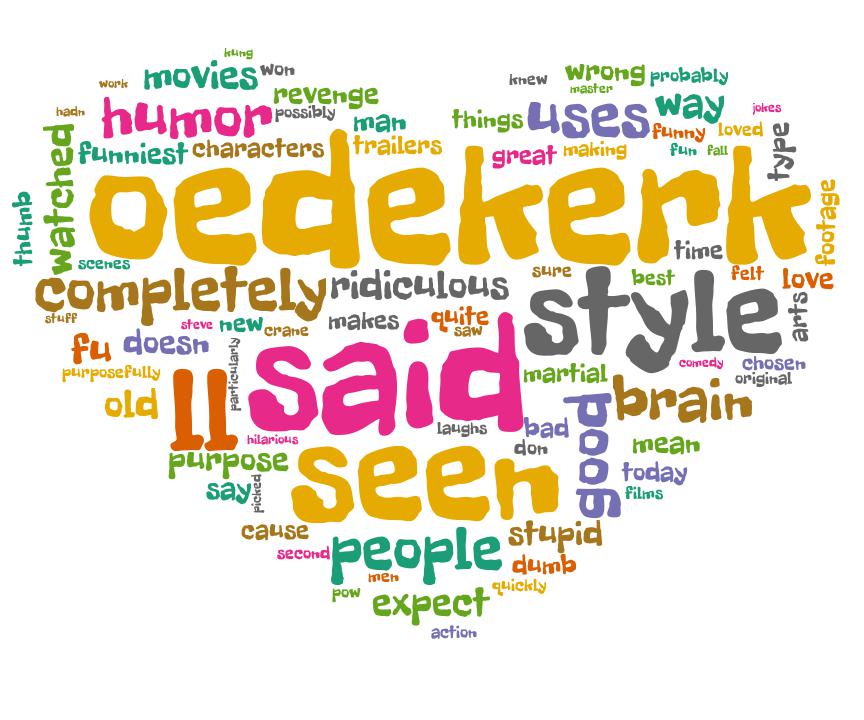 kung
movies won
wrong probably
work
knew
master
revenge
hadn
humor possibly
man
things uses way jokes
funny loved
funniest characters trailers
great making
fun fall
type
watched
oedekerk
thumb
footage
time
scenes
sure best felt love
completely ridiculous
style
arts
stuff
steve new crane makes quite
saw
fu doesn
said
particularly
purposefully
martial
comedy chosen
original
old
ll
brain
hilarious laughs
bad
don
good
mean
purpose
seen
today
say
picked
films
cause
stupid
second people
dumb
men
pow
quickly
expect
action